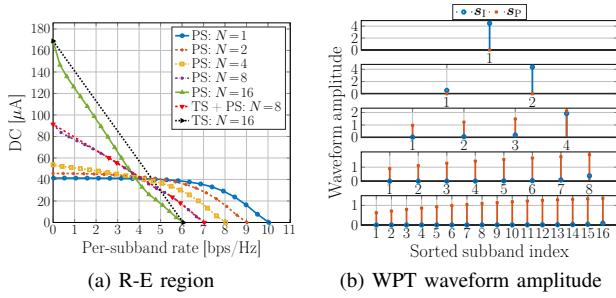 180
160
140
120
100
80
60
40
20
0
DC [μA]
PS: N = 1
PS: N = 2
PS: N = 4
PS: N = 8
PS: N = 16
TS + PS: N = 8
TS: N = 16
0 1 2 3 4 5 6 7 8 9 10 11
Per-subband rate [bps/Hz]
(a) R-E region
s_I s_P
Waveform amplitude
4
2
0
1
4
2
0
1 2
2
1
0
1 2 3 4
1
0
1 2 3 4 5 6 7 8
1
0
1 2 3 4 5 6 7 8 9 10 11 12 13 14 15 16
Sorted subband index
(b) WPT waveform amplitude